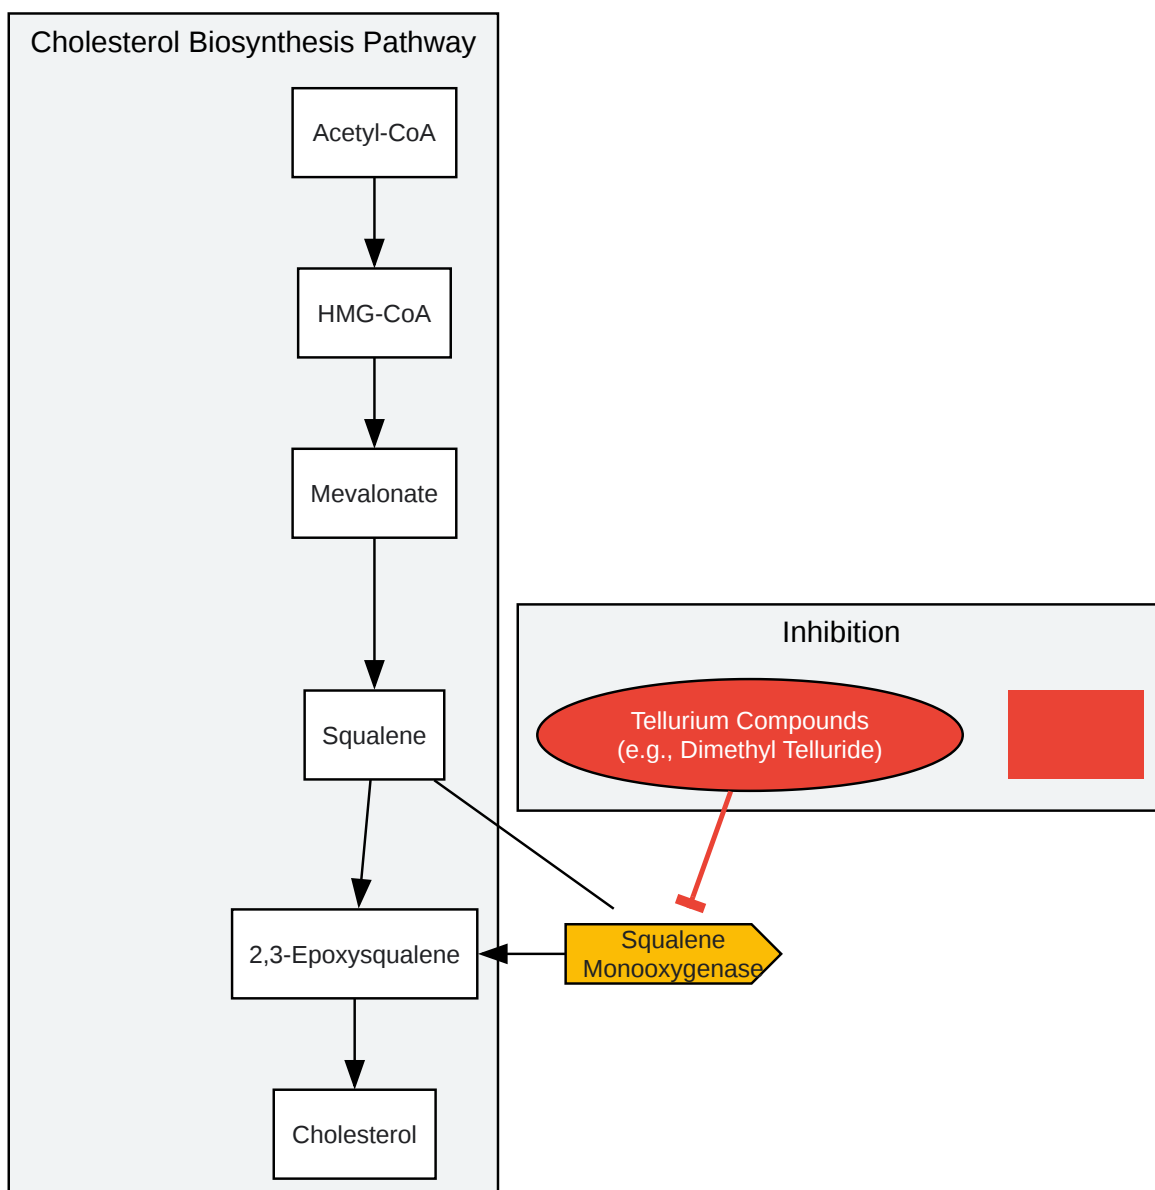 Cholesterol Biosynthesis Pathway
Acetyl-CoA
HMG-CoA
Mevalonate
Inhibition
Squalene
Tellurium Compounds
(e.g., Dimethyl Telluride)
2,3-Epoxysqualene
Squalene
Monooxygenase
Cholesterol